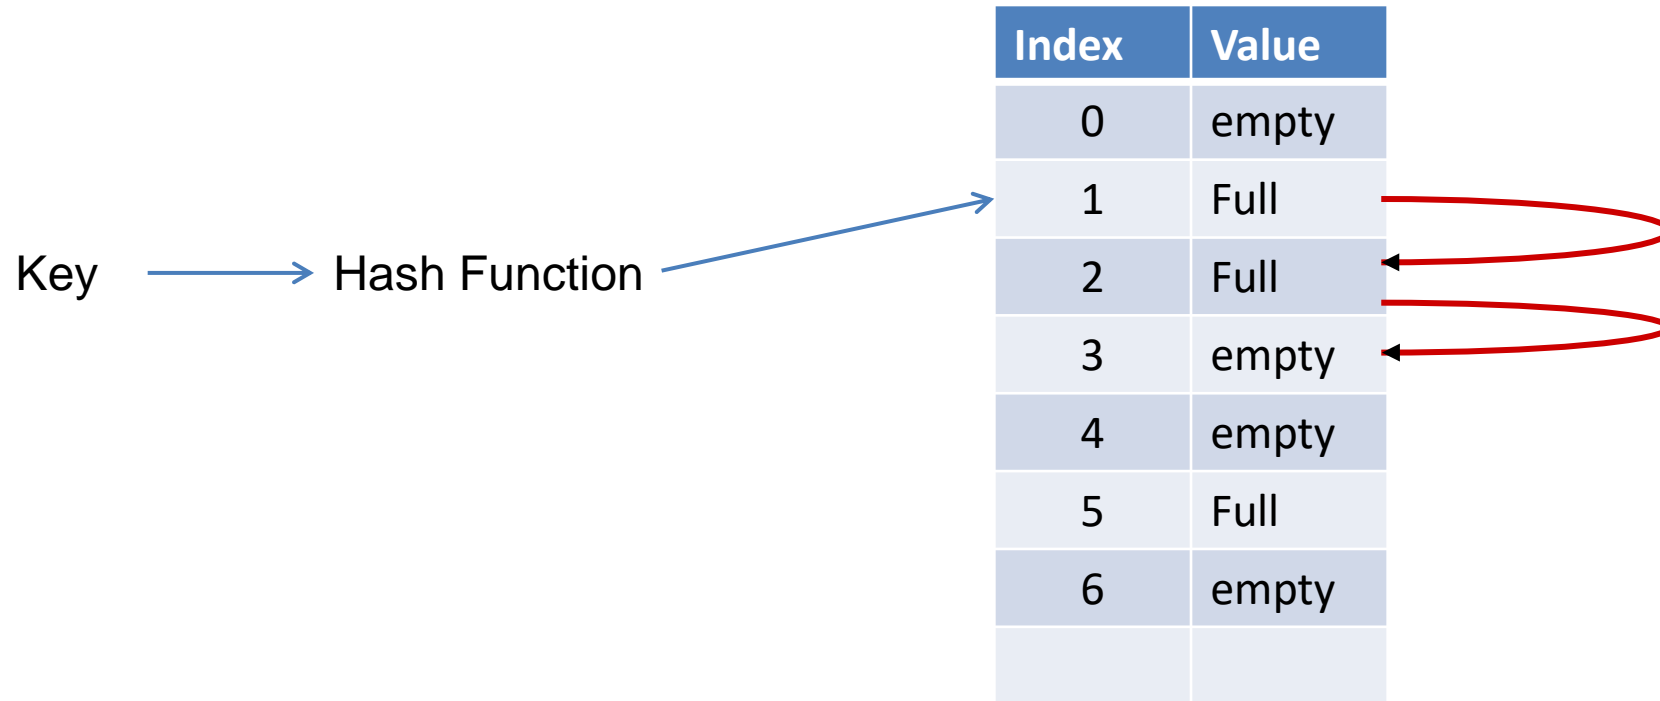 Index Value
0 empty
1 Full
2 Full
3 empty
4 empty
5 Full
6 empty
Key Hash Function